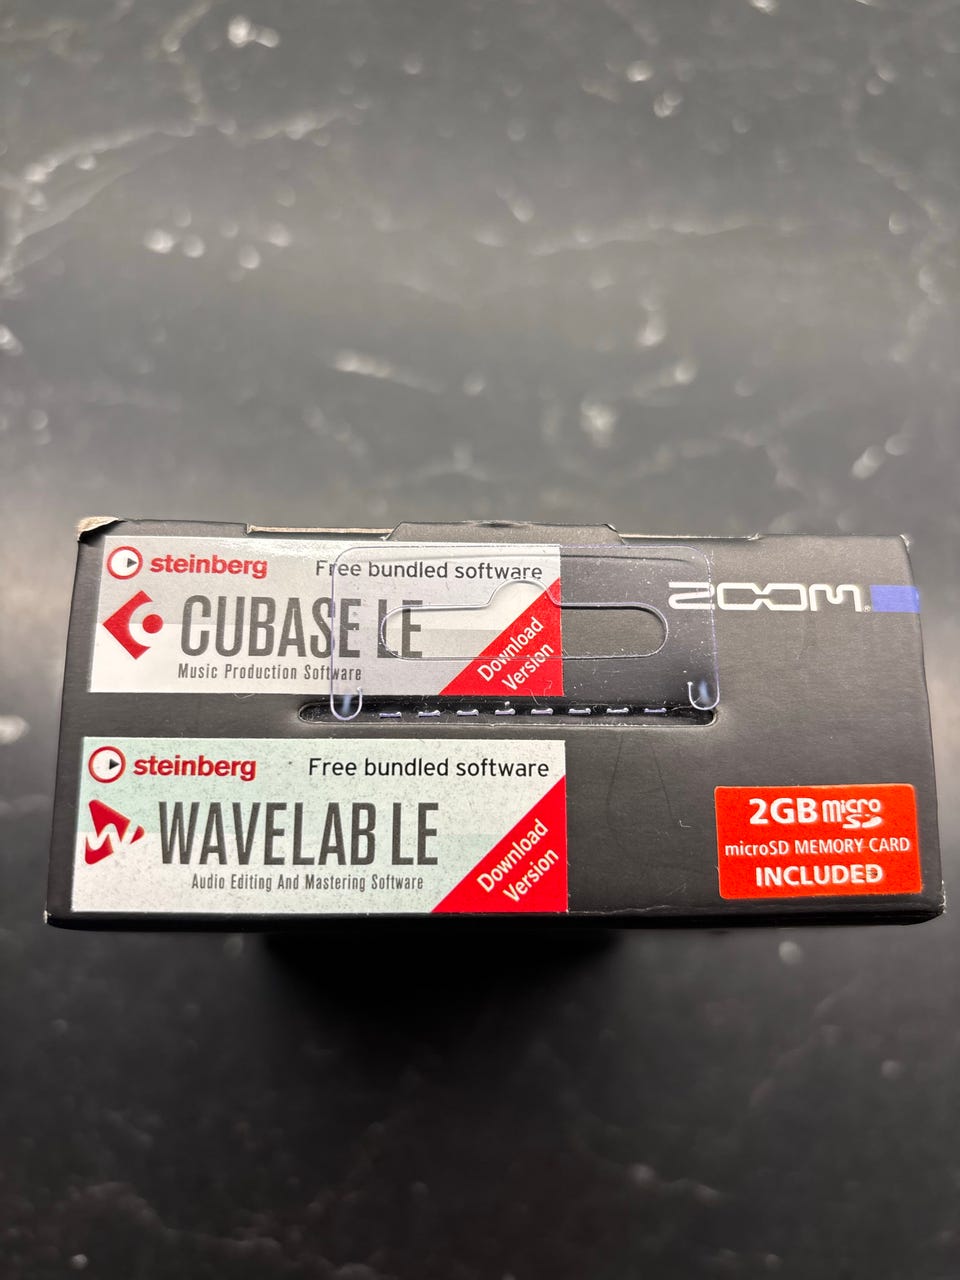 steinberg
Free bundled software
CUBASE LE
Music Production Software
Download
Version
zoom®
steinberg
Free bundled software
WAVELAB LE
Audio Editing And Mastering Software
Download
Version
2GB micro SD
microSD MEMORY CARD
INCLUDED